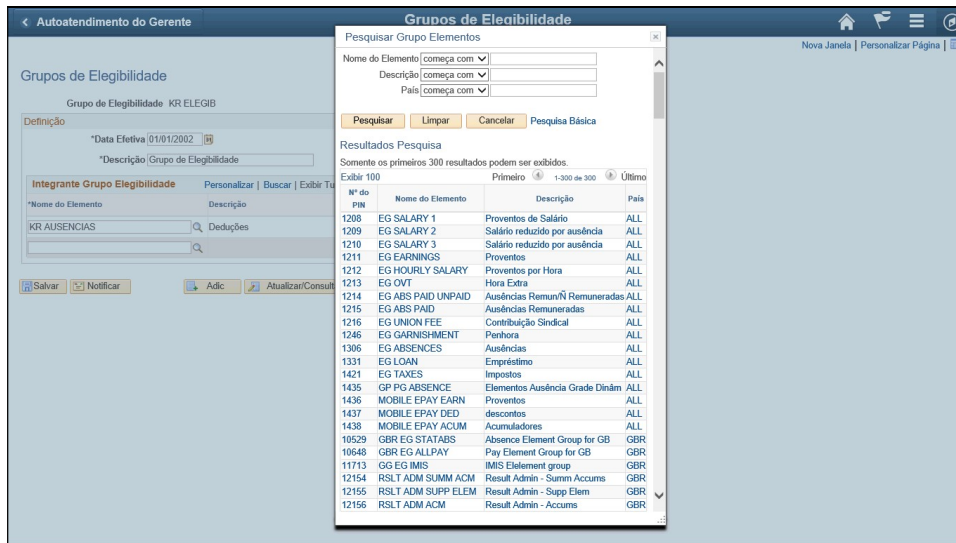 Autoatendimento do Gerente
Grupos de Elegibilidade
Nova Janela | Personalizar Página |
Grupos de Elegibilidade
Grupo de Elegibilidade KR ELEGIB
Definição
*Data Efetiva 01/01/2002
*Descrição Grupo de Elegibilidade
Integrante Grupo Elegibilidade Personalizar | Buscar | Exibir Tu
*Nome do Elemento Descrição
KR AUSENCIAS Deduções
Salvar Notificar Adic Atualizar/Consult
Pesquisar Grupo Elementos
Nome do Elemento começa com
Descrição começa com
País começa com
Pesquisar Limpar Cancelar Pesquisa Básica
Resultados Pesquisa
Somente os primeiros 300 resultados podem ser exibidos.
Exibir 100 Primeiro 1-300 de 300 Último
Nº do PIN Nome do Elemento Descrição País
1208 EG SALARY 1 Proventos de Salário ALL
1209 EG SALARY 2 Salário reduzido por ausência ALL
1210 EG SALARY 3 Salário reduzido por ausência ALL
1211 EG EARNINGS Proventos ALL
1212 EG HOURLY SALARY Proventos por Hora ALL
1213 EG OVT Hora Extra ALL
1214 EG ABS PAID UNPAID Ausências Remun/Ñ Remuneradas ALL
1215 EG ABS PAID Ausências Remuneradas ALL
1216 EG UNION FEE Contribuição Sindical ALL
1246 EG GARNISHMENT Penhora ALL
1306 EG ABSENCES Ausências ALL
1331 EG LOAN Empréstimo ALL
1421 EG TAXES Impostos ALL
1435 GP PG ABSENCE Elementos Ausência Grade Dinâm ALL
1436 MOBILE EPAY EARN Proventos ALL
1437 MOBILE EPAY DED descontos ALL
1438 MOBILE EPAY ACUM Acumuladores ALL
10529 GBR EG STATABS Absence Element Group for GB GBR
10648 GBR EG ALLPAY Pay Element Group for GB GBR
11713 GG EG IMIS IMIS Elelement group GBR
12154 RSLT ADM SUMM ACM Result Admin - Summ Accums GBR
12155 RSLT ADM SUPP ELEM Result Admin - Supp Elem GBR
12156 RSLT ADM ACM Result Admin - Accums GBR